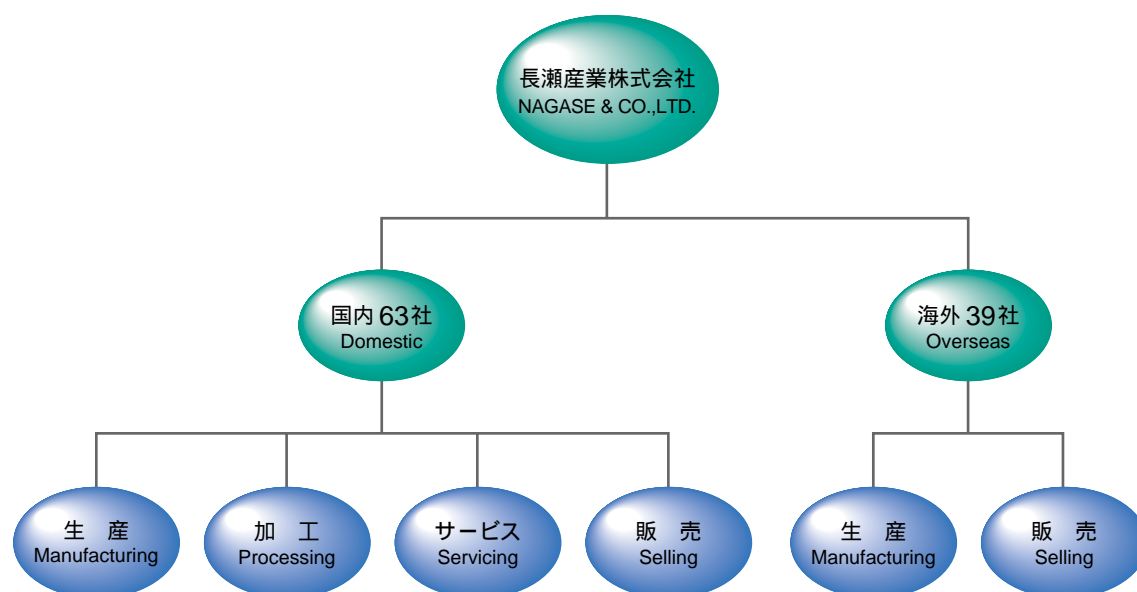 長瀬産業株式会社
NAGASE & CO.,LTD.
国内 63社
Domestic
海外 39社
Overseas
生 産
Manufacturing
加 工
Processing
サービス
Servicing
販 売
Selling
生 産
Manufacturing
販 売
Selling